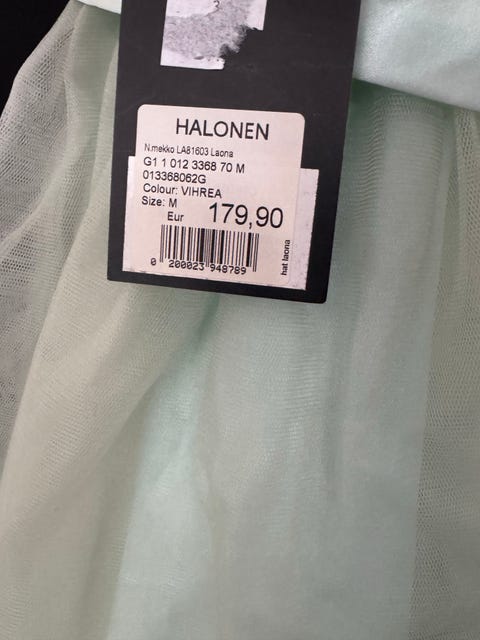 3
HALONEN
N.mekko LA81603 Laona
G1 1 012 3368 70 M
013368062G
Colour: VIHREA
Size: M
Eur 179,90
0 200023 948789
hat laona